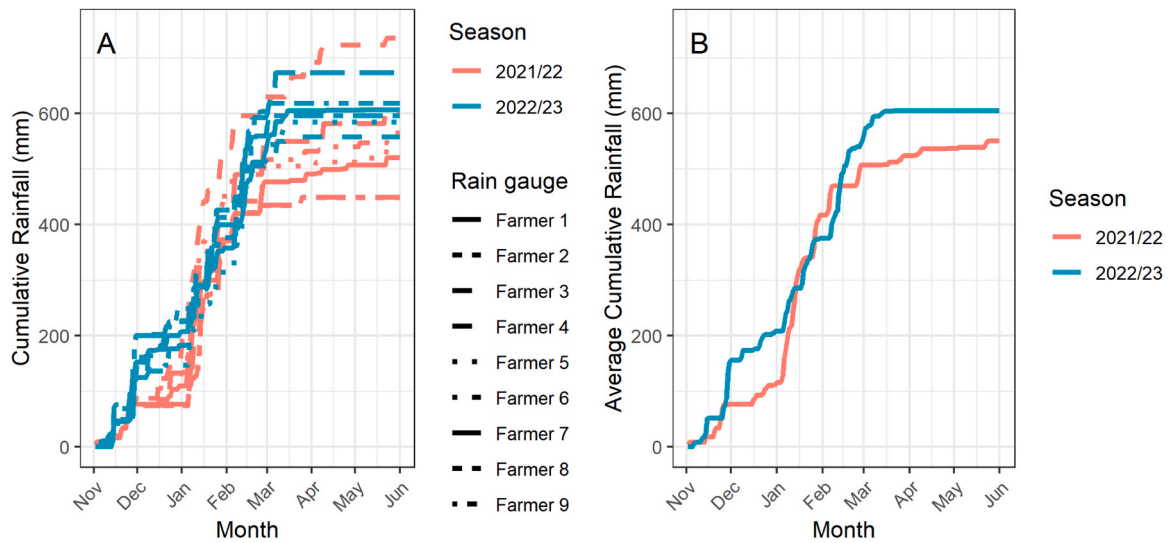 A
Cumulative Rainfall (mm)
600
400
200
0
Nov
Dec
Jan
Feb
Mar
Apr
May
Jun
Month
Season
2021/22
2022/23
Rain gauge
Farmer 1
Farmer 2
Farmer 3
Farmer 4
Farmer 5
Farmer 6
Farmer 7
Farmer 8
Farmer 9
B
Average Cumulative Rainfall (mm)
600
400
200
0
Nov
Dec
Jan
Feb
Mar
Apr
May
Jun
Month
Season
2021/22
2022/23